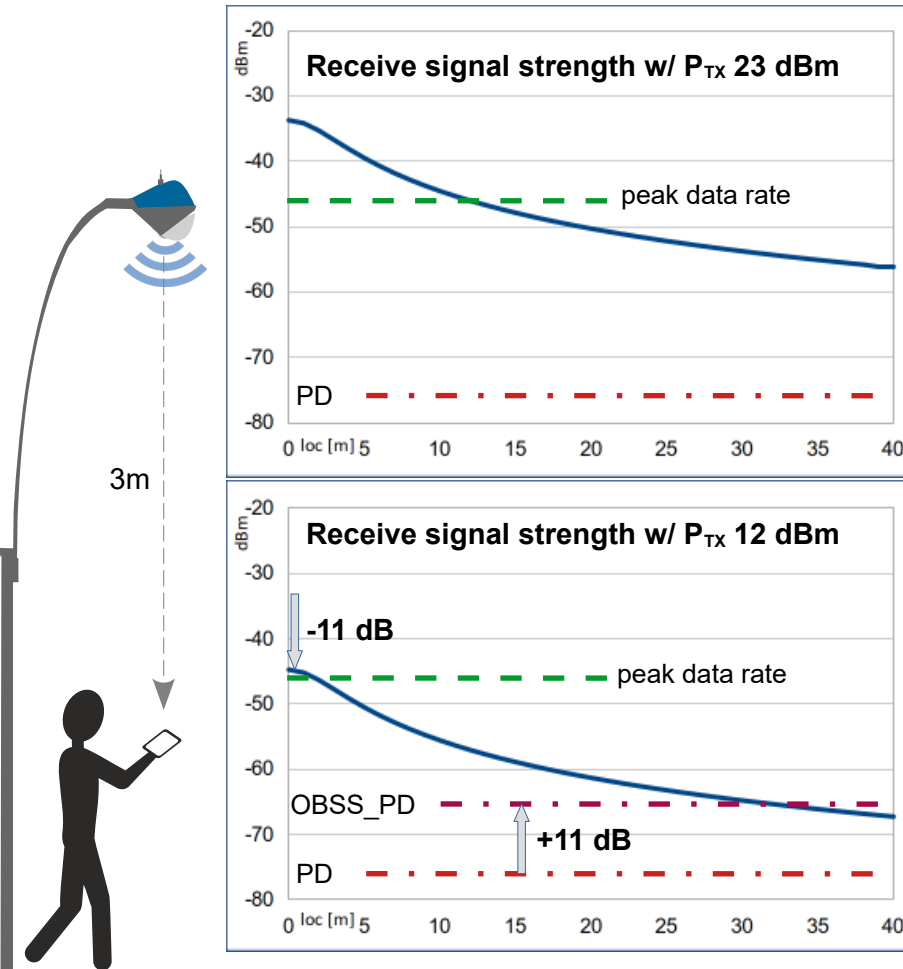 3m
Receive signal strength w/ PTX 23 dBm
dBm
-20
-30
-40
-50
-60
-70
-80
peak data rate
PD
0 loc [m] 5 10 15 20 25 30 35 40
Receive signal strength w/ PTX 12 dBm
dBm
-20
-30
-40
-50
-60
-70
-80
-11 dB
peak data rate
OBSS_PD
+11 dB
PD
0 loc [m] 5 10 15 20 25 30 35 40